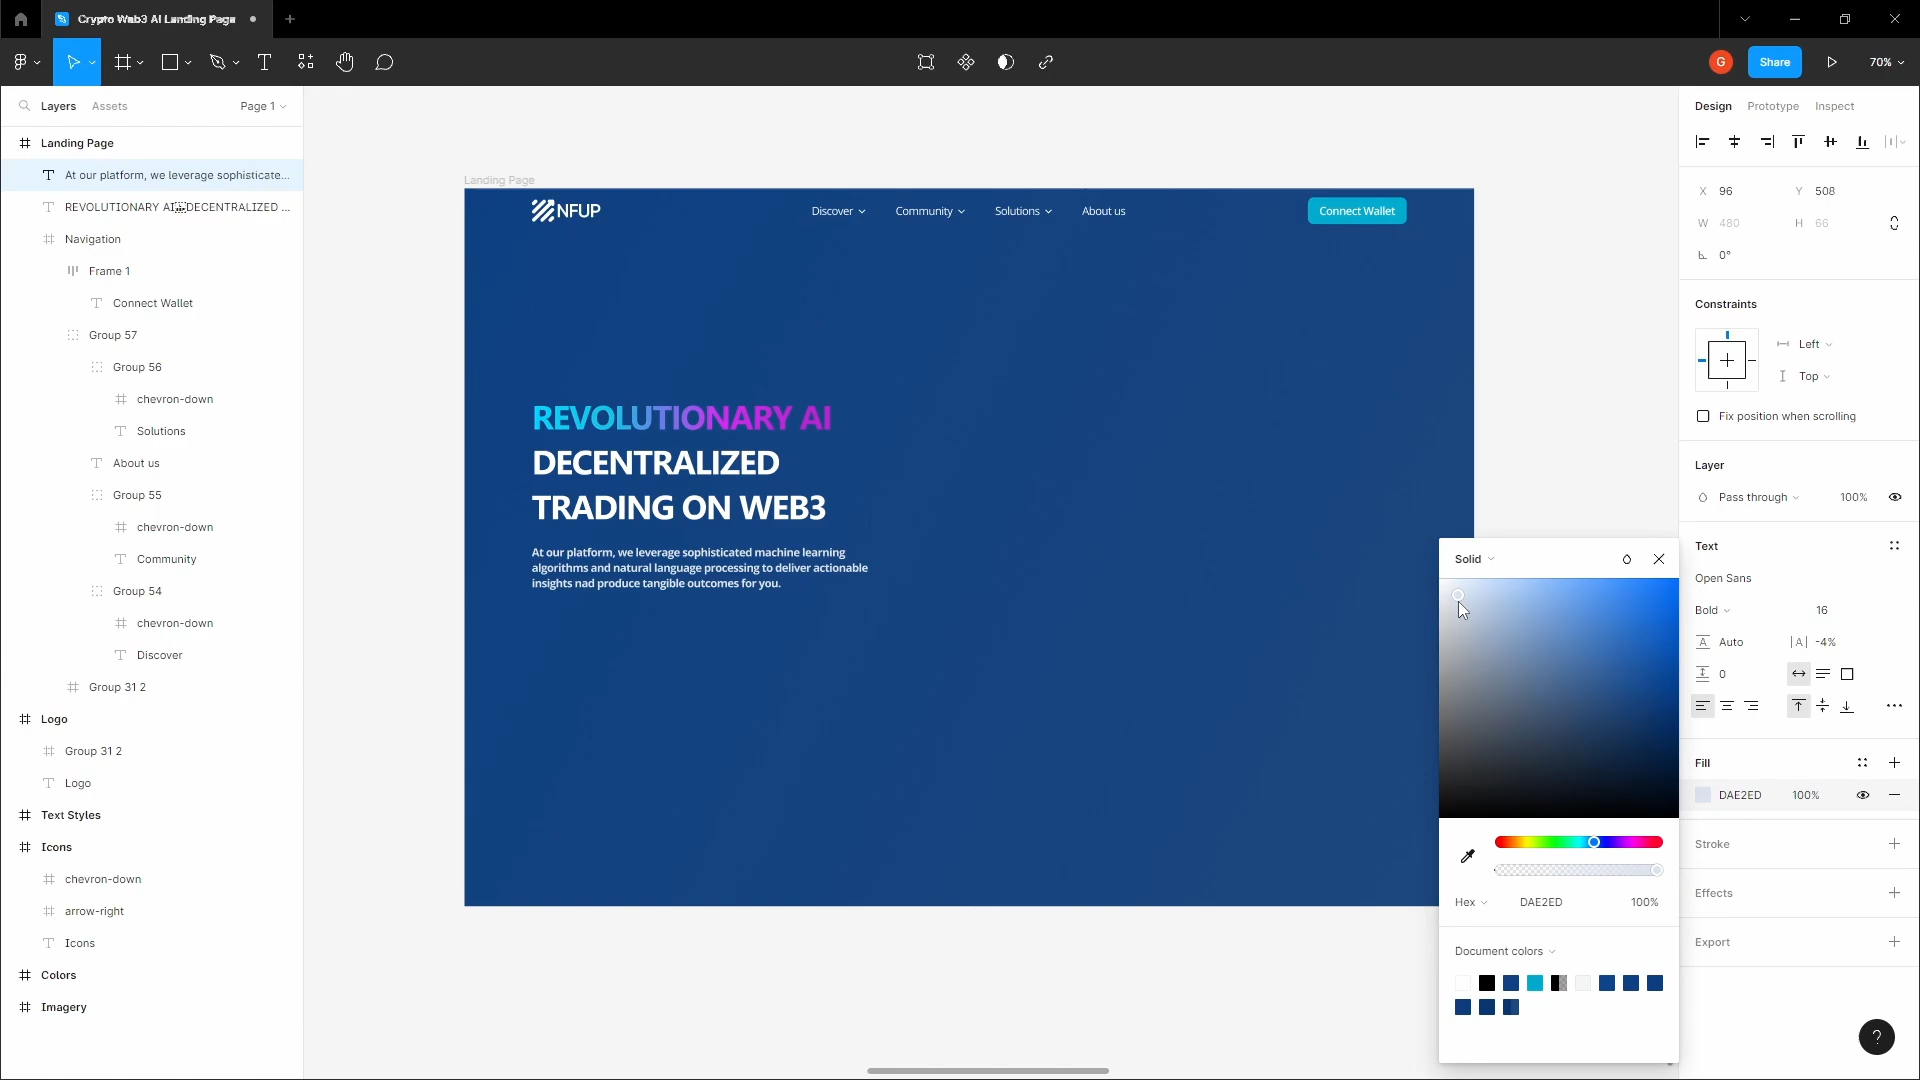 Crypto Web3 AI Landing Page
G
Share
70%
Layers
Assets
Page 1
Landing Page
At our platform, we leverage sophisticate...
REVOLUTIONARY AI DECENTRALIZED ...
Navigation
Frame 1
Connect Wallet
Group 57
Group 56
chevron-down
Solutions
About us
Group 55
chevron-down
Community
Group 54
chevron-down
Discover
Group 31 2
Logo
Group 31 2
Logo
Text Styles
Icons
chevron-down
arrow-right
Icons
Colors
Imagery
Landing Page
NFUP
Discover
Community
Solutions
About us
Connect Wallet
REVOLUTIONARY AI
DECENTRALIZED
TRADING ON WEB3
At our platform, we leverage sophisticated machine learning
algorithms and natural language processing to deliver actionable
insights nad produce tangible outcomes for you.
Solid
Hex DAE2ED 100%
Document colors
Design Prototype Inspect
X 96 Y 508
W 480 H 66
0°
Constraints
Left
Top
Fix position when scrolling
Layer
Pass through 100%
Text
Open Sans
Bold 16
A Auto |A| -4%
0
Fill
DAE2ED 100%
Stroke
Effects
Export
?